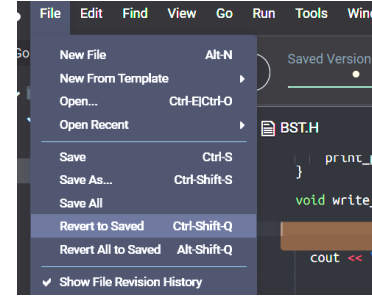 File Edit Find View Go Run Tools
Go
New File Alt-N
New From Template
Open... Ctrl-E|Ctrl-O
Open Recent
Save Ctrl-S
Save As... Ctrl-Shift-S
Save All
Revert to Saved Ctrl-Shift-Q
Revert All to Saved Alt-Shift-Q
Show File Revision History
Saved Version
BST.H
print_
}
void write_
cout <<